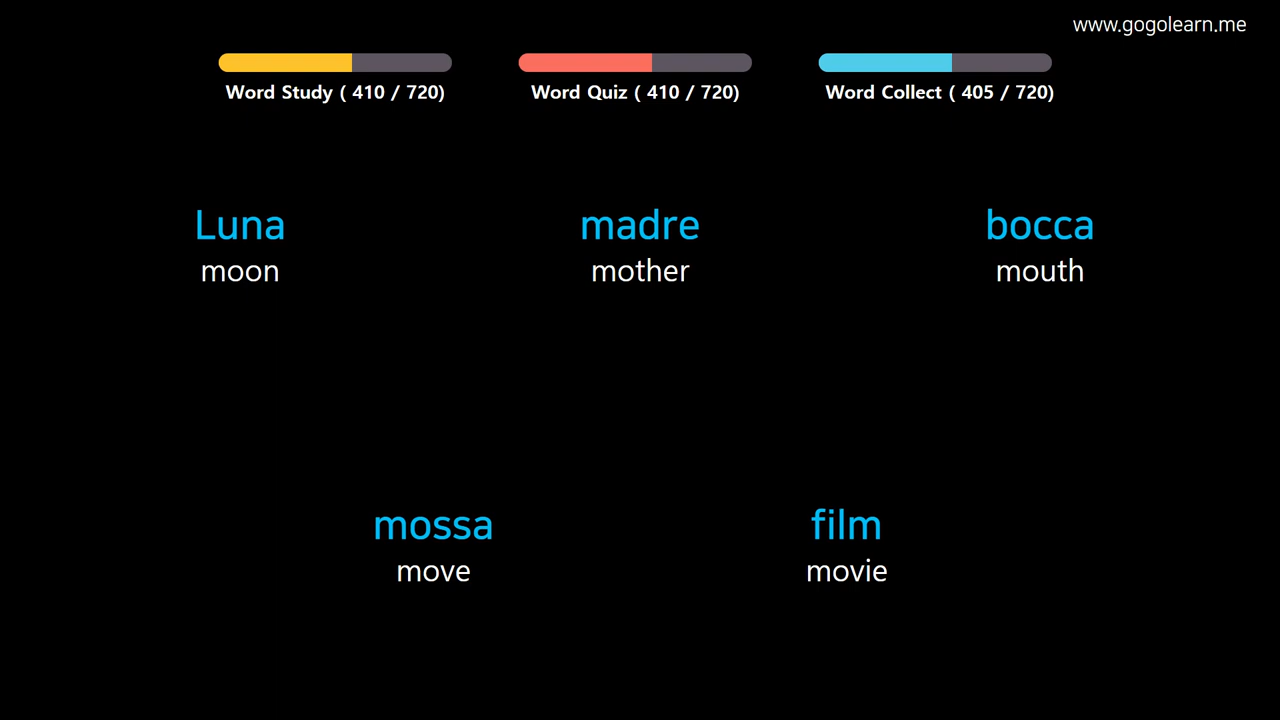 www.gogolearn.me
Word Study ( 410 / 720)
Word Quiz ( 410 / 720)
Word Collect ( 405 / 720)
Luna
moon
madre
mother
bocca
mouth
mossa
move
film
movie